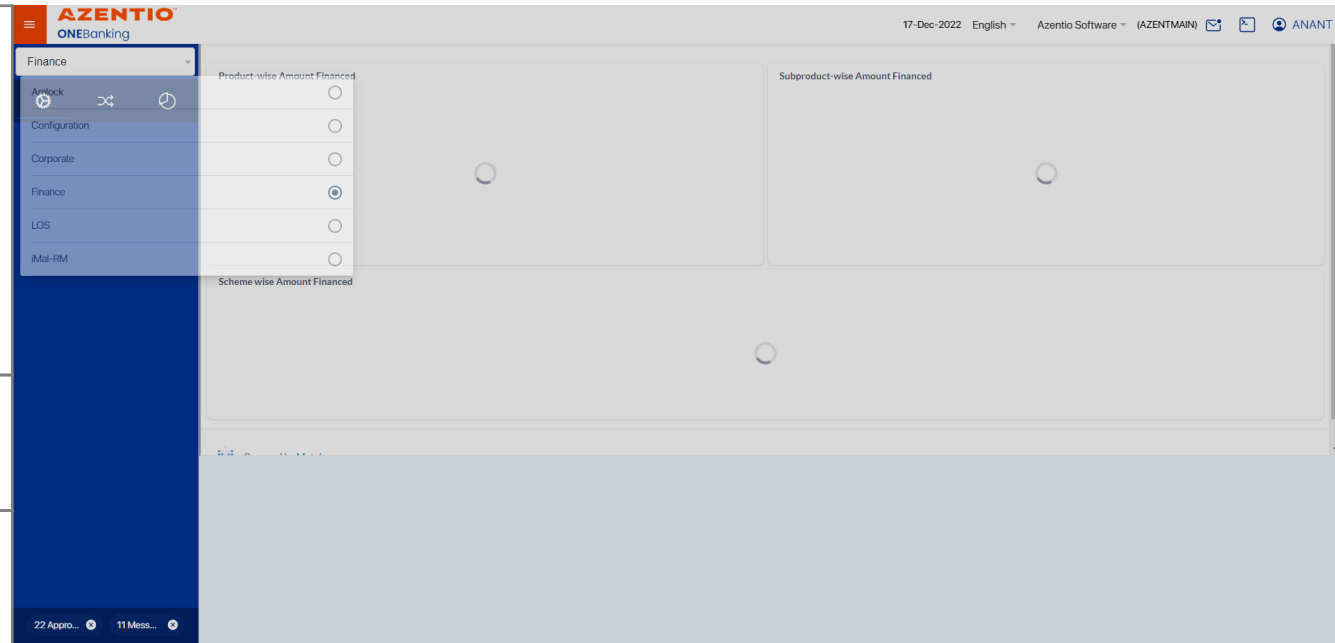 AZENTIO
ONEBanking
17-Dec-2022 English Azentio Software (AZENTMAIN) ANANT
Finance
Product-wise Amount Financed
Subproduct-wise Amount Financed
Amlock
Configuration
Corporate
Finance
LOS
iMal-RM
Scheme wise Amount Financed
22 Appro... 11 Mess...